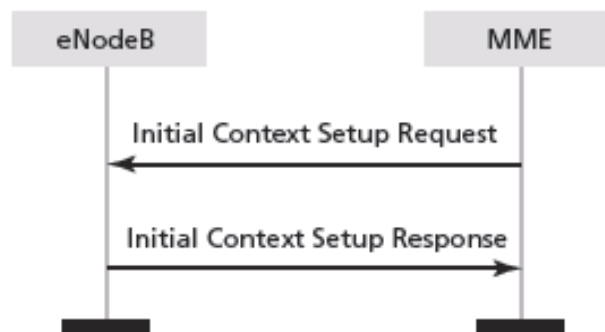 eNodeB
MME
Initial Context Setup Request
Initial Context Setup Response